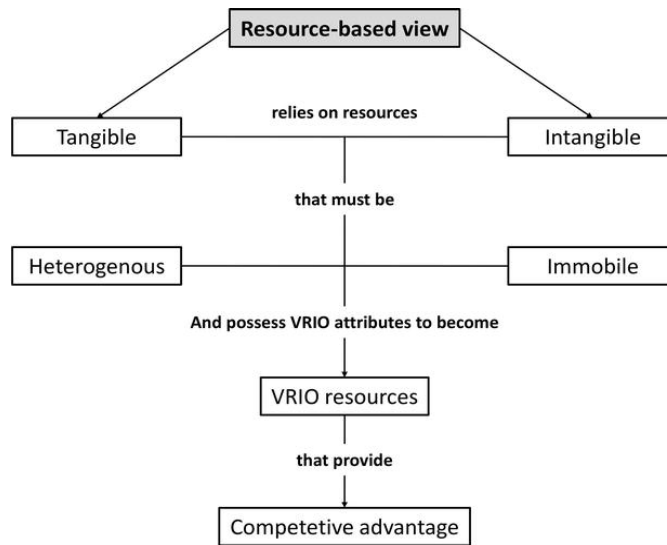 Resource-based view
relies on resources
Tangible
Intangible
that must be
Heterogenous
Immobile
And possess VRIO attributes to become
VRIO resources
that provide
Competetive advantage